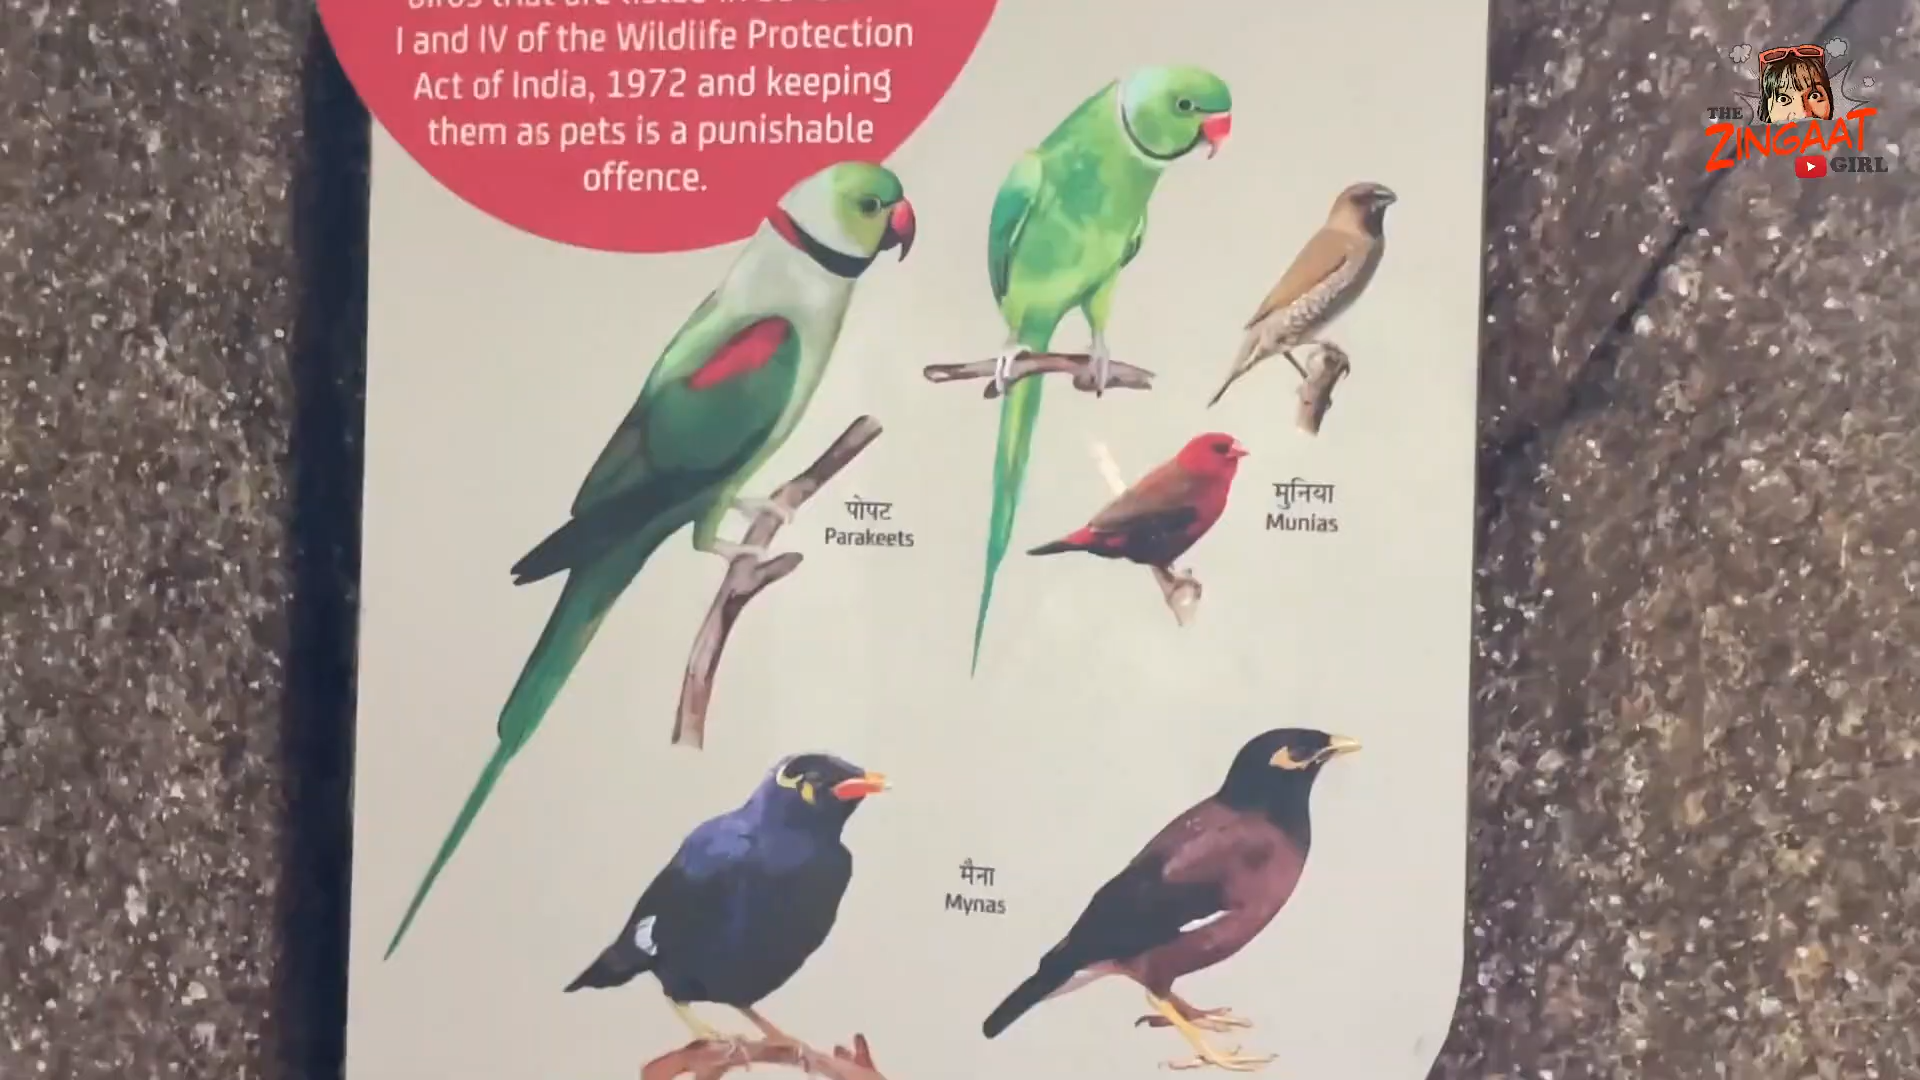 I and IV of the Wildlife Protection
Act of India, 1972 and keeping
them as pets is a punishable
offence.
THE
ZINGAAT
GIRL
पोपट
Parakeets
मुनिया
Munias
मैना
Mynas